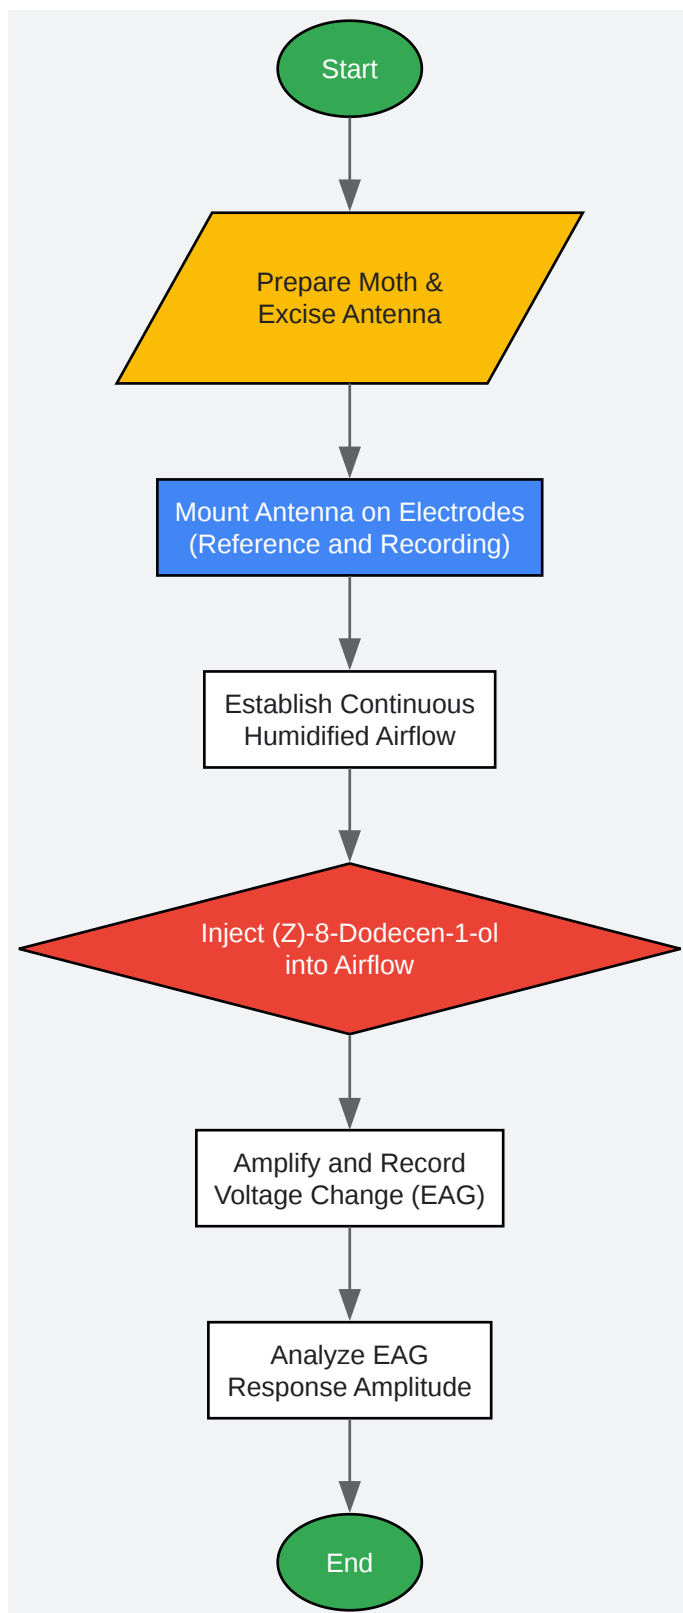 Start
Prepare Moth &
Excise Antenna
Mount Antenna on Electrodes
(Reference and Recording)
Establish Continuous
Humidified Airflow
Inject (Z)-8-Dodecen-1-ol
into Airflow
Amplify and Record
Voltage Change (EAG)
Analyze EAG
Response Amplitude
End